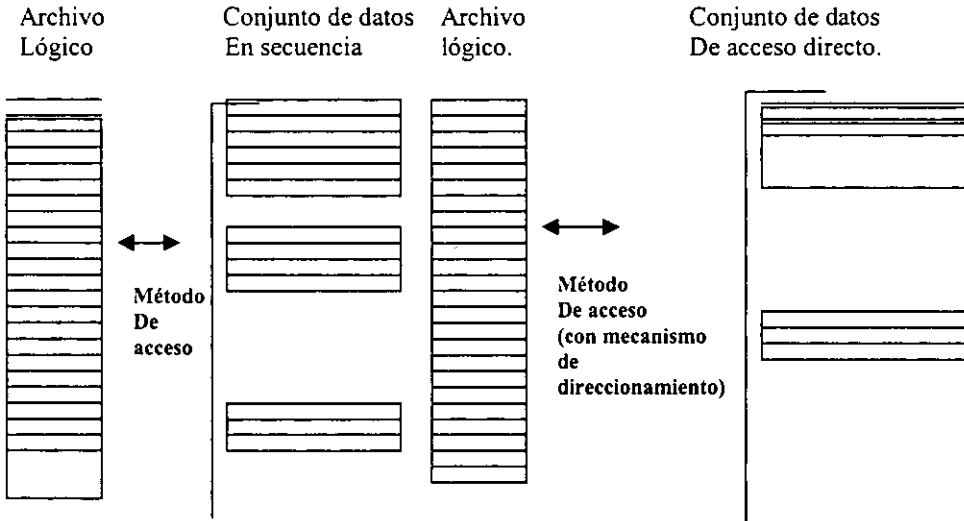 Archivo
Lógico
Conjunto de datos
En secuencia
Archivo
lógico.
Conjunto de datos
De acceso directo.
Método
De
acceso
Método
De acceso
(con mecanismo
de
direccionamiento)